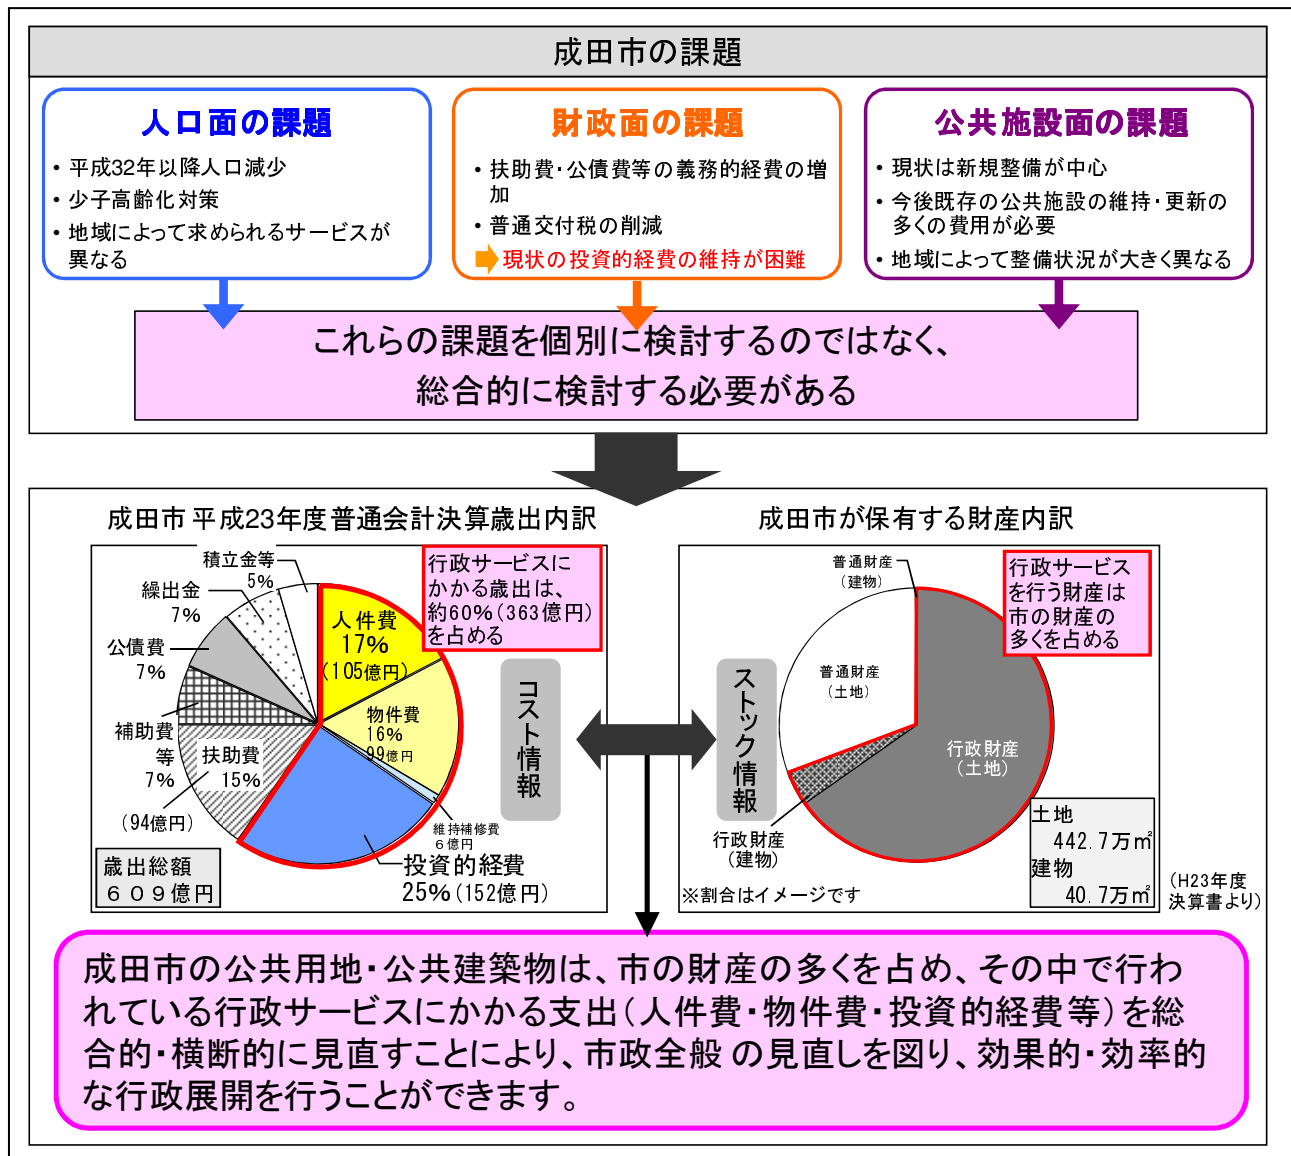 成田市の課題
人口面の課題
・平成32年以降人口減少
・少子高齢化対策
・地域によって求められるサービスが
異なる
財政面の課題
・扶助費・公債費等の義務的経費の増
加
・普通交付税の削減
現状の投資的経費の維持が困難
公共施設面の課題
・現状は新規整備が中心
・今後既存の公共施設の維持・更新の
多くの費用が必要
・地域によって整備状況が大きく異なる
これらの課題を個別に検討するのではなく、
総合的に検討する必要がある
成田市 平成23年度普通会計決算歳出内訳
行政サービスに
かかる歳出は、
約60%(363億円)
を占める
積立金等
5%
繰出金
7%
公債費
7%
補助費
等
7%
扶助費
15%
(94億円)
人件費
17%
(105億円)
物件費
16%
99億円
維持補修費
6億円
投資的経費
25%(152億円)
歳出総額
６０９億円
コスト情報
ストック情報
成田市が保有する財産内訳
行政サービス
を行う財産は
市の財産の
多くを占める
普通財産
(建物)
普通財産
(土地)
行政財産
(土地)
行政財産
(建物)
※割合はイメージです
土地
442.7万㎡
建物
40.7万㎡
(H23年度
決算書より)
成田市の公共用地・公共建築物は、市の財産の多くを占め、その中で行わ
れている行政サービスにかかる支出(人件費・物件費・投資的経費等)を総
合的・横断的に見直すことにより、市政全般 の見直しを図り、効果的・効率的
な行政展開を行うことができます。